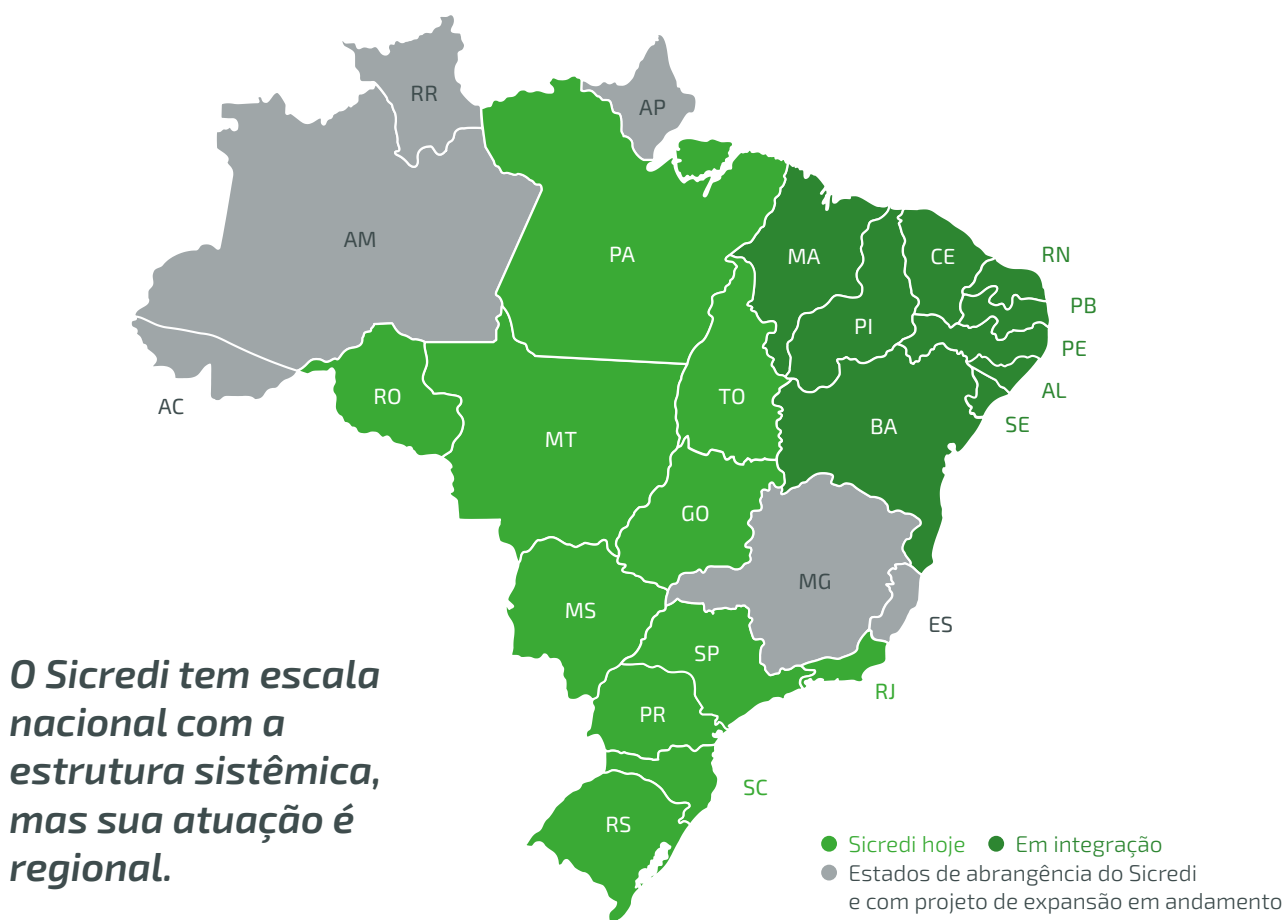 RR
AP
AM
PA
MA
CE
RN
PB
PI
PE
AL
SE
AC
RO
TO
BA
MT
GO
MG
MS
ES
SP
RJ
PR
SC
RS
O Sicredi tem escala
nacional com a
estrutura sistêmica,
mas sua atuação é
regional.
Sicredi hoje Em integração
Estados de abrangência do Sicredi
e com projeto de expansão em andamento